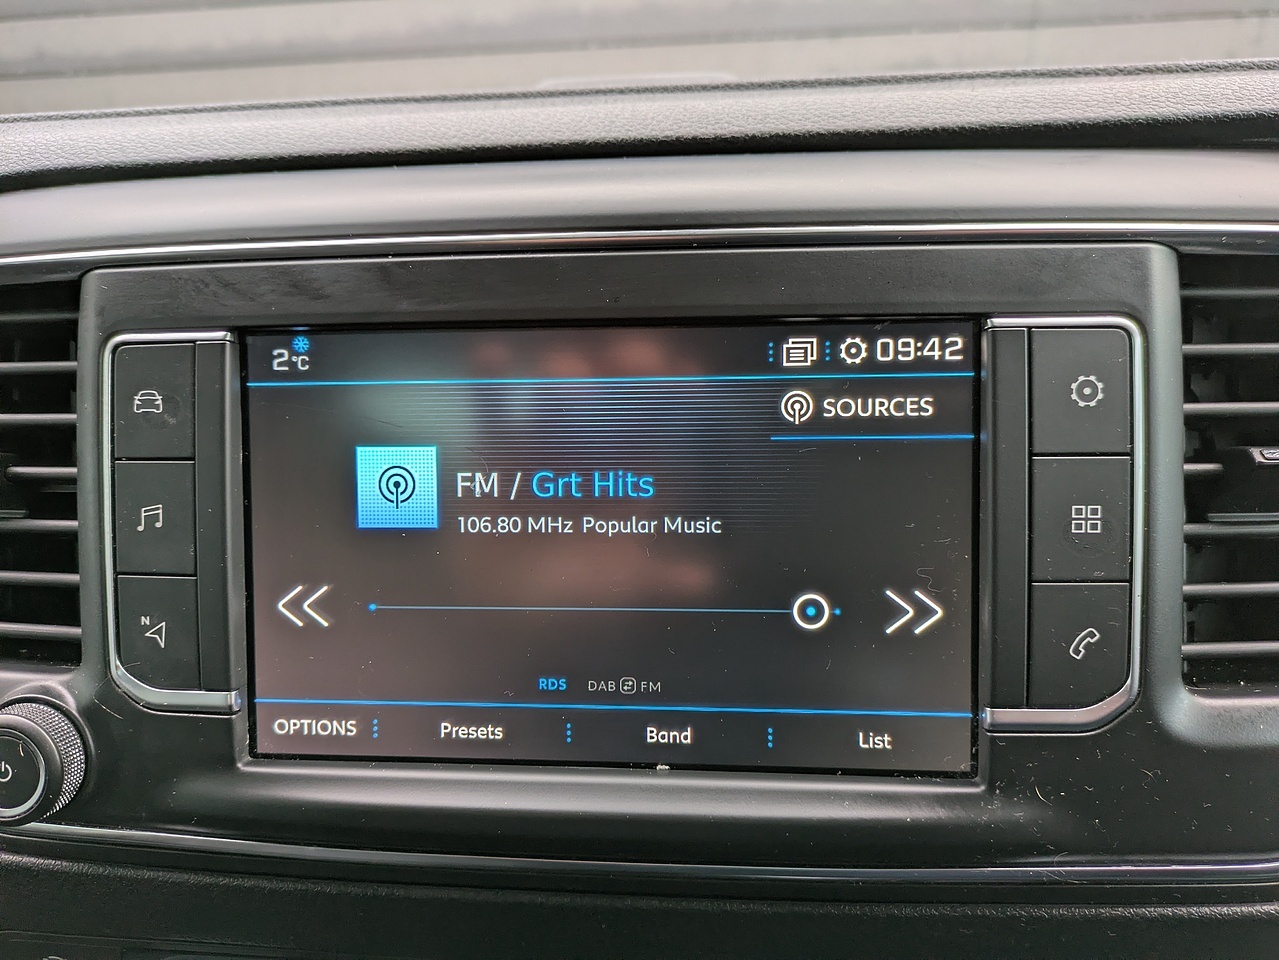 2°C
09:42
SOURCES
FM / Grt Hits
106.80 MHz Popular Music
RDS DAB FM
OPTIONS Presets Band List
N